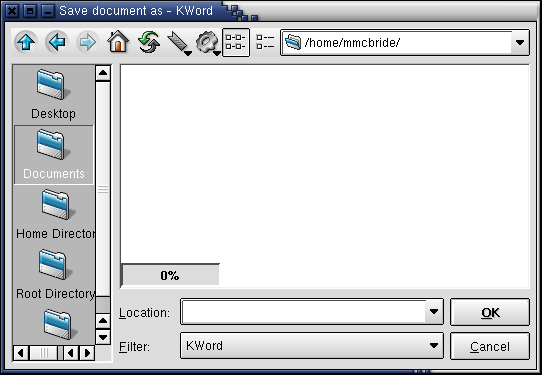 Save document as - KWord
/home/mmcbride/
Desktop
Documents
Home Director
Root Directory
0%
Location:
OK
Filter:
KWord
Cancel